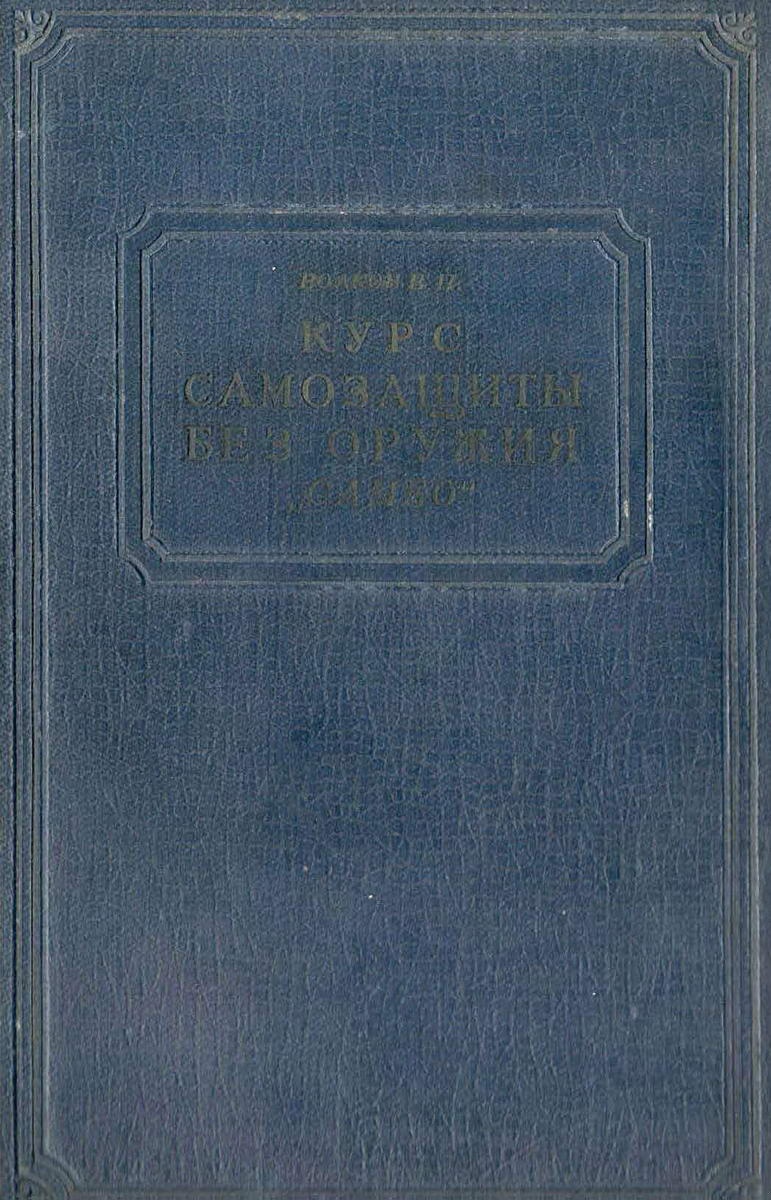 ВОЛКОВ В. П.
КУРС
САМОЗАЩИТЫ
БЕЗ ОРУЖИЯ
„САМБО“